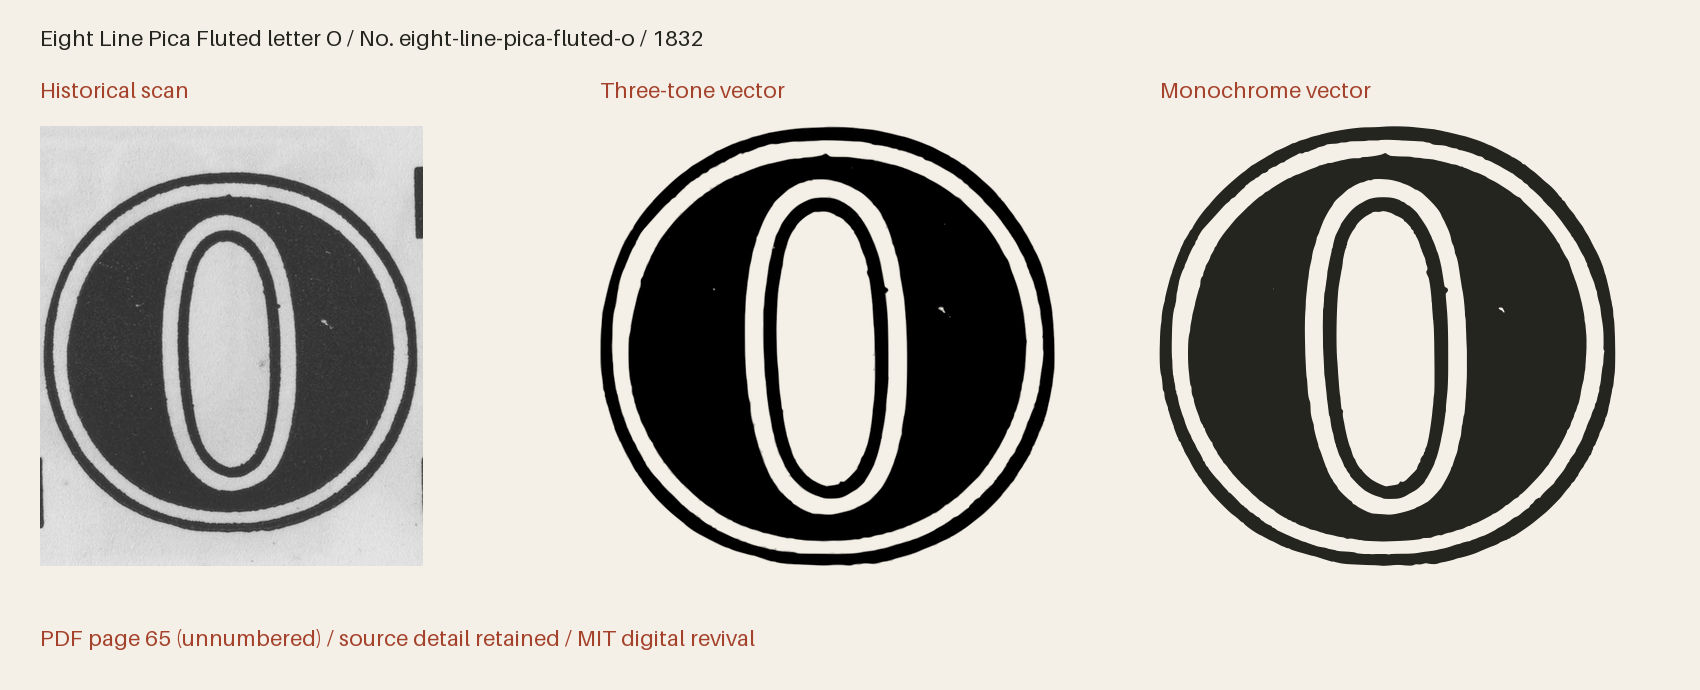 Eight Line Pica Fluted letter O / No. eight-line-pica-fluted-o / 1832
Historical scan
Three-tone vector
Monochrome vector
O
O
O
PDF page 65 (unnumbered) / source detail retained / MIT digital revival